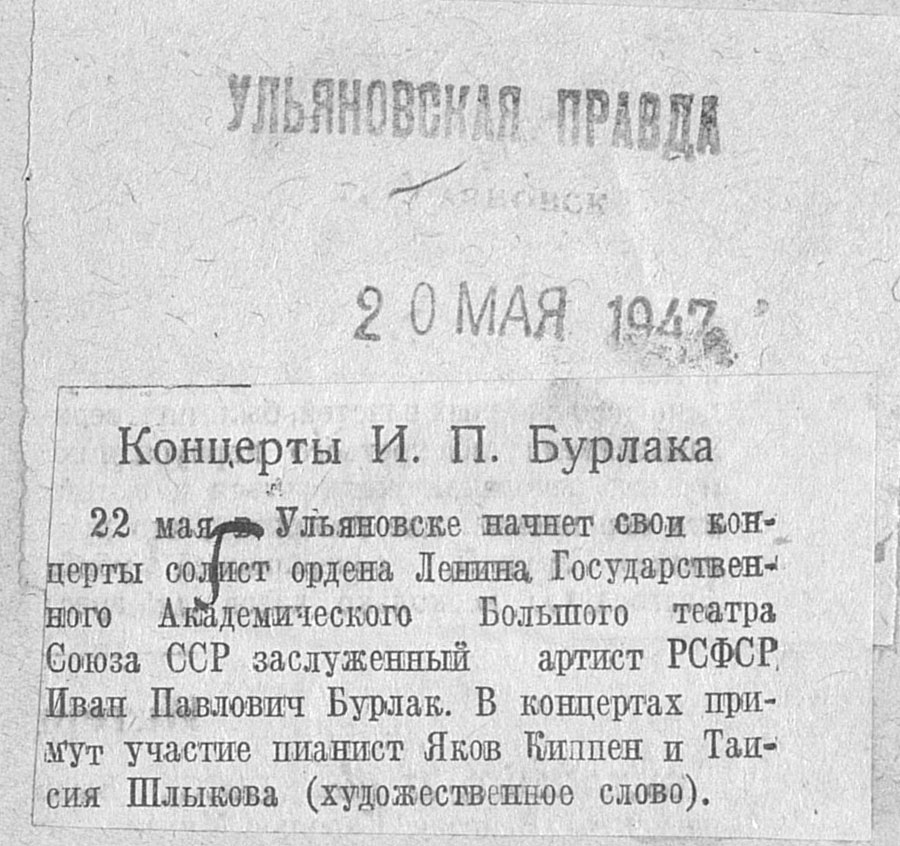 УЛЬЯНОВСКАЯ ПРАВДА
20 МАЯ 1947
Концерты И. П. Бурлака
22 мая в Ульяновске начнет свои кон-
церты солист ордена Ленина Государствен-
ного Академического Большого театра
Союза ССР заслуженный артист РСФСР
Иван Павлович Бурлак. В концертах при-
мут участие пианист Яков Киппен и Таи-
сия Шлыкова (художественное слово).